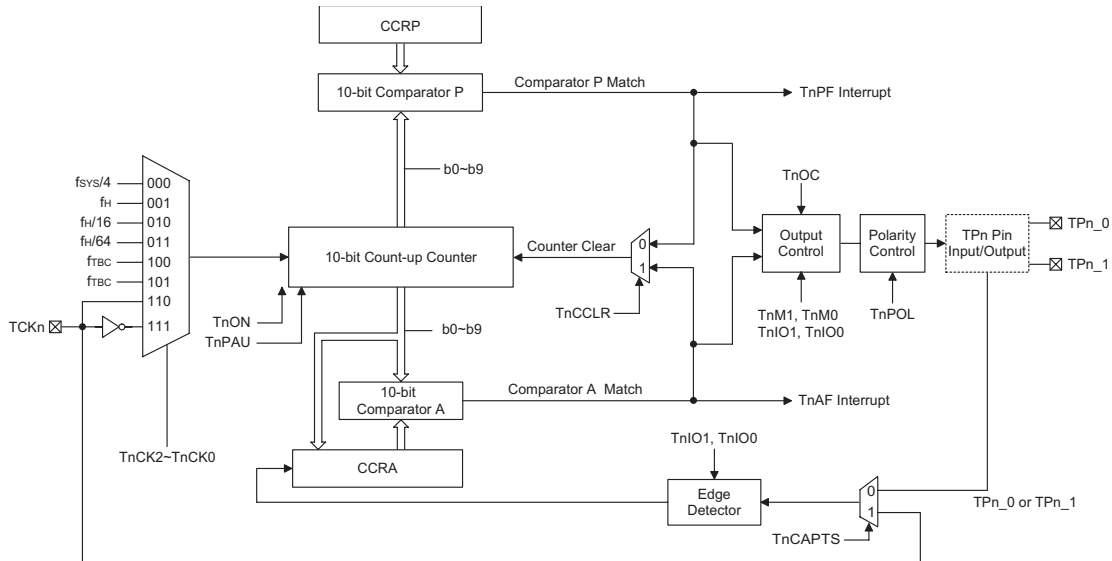 CCRP
10-bit Comparator P
Comparator P Match
TnPF Interrupt
b0~b9
fSYS/4
000
fH
001
fH/16
010
fH/64
011
fTBC
100
fTBC
101
110
111
TCKn
TnCK2~TnCK0
10-bit Count-up Counter
TnON
TnPAU
Counter Clear
0
1
TnCCLR
TnOC
Output
Control
TnM1, TnM0
TnIO1, TnIO0
Polarity
Control
TnPOL
TPn Pin
Input/Output
TPn_0
TPn_1
b0~b9
10-bit
Comparator A
Comparator A Match
TnAF Interrupt
CCRA
TnIO1, TnIO0
Edge
Detector
0
1
TnCAPTS
TPn_0 or TPn_1